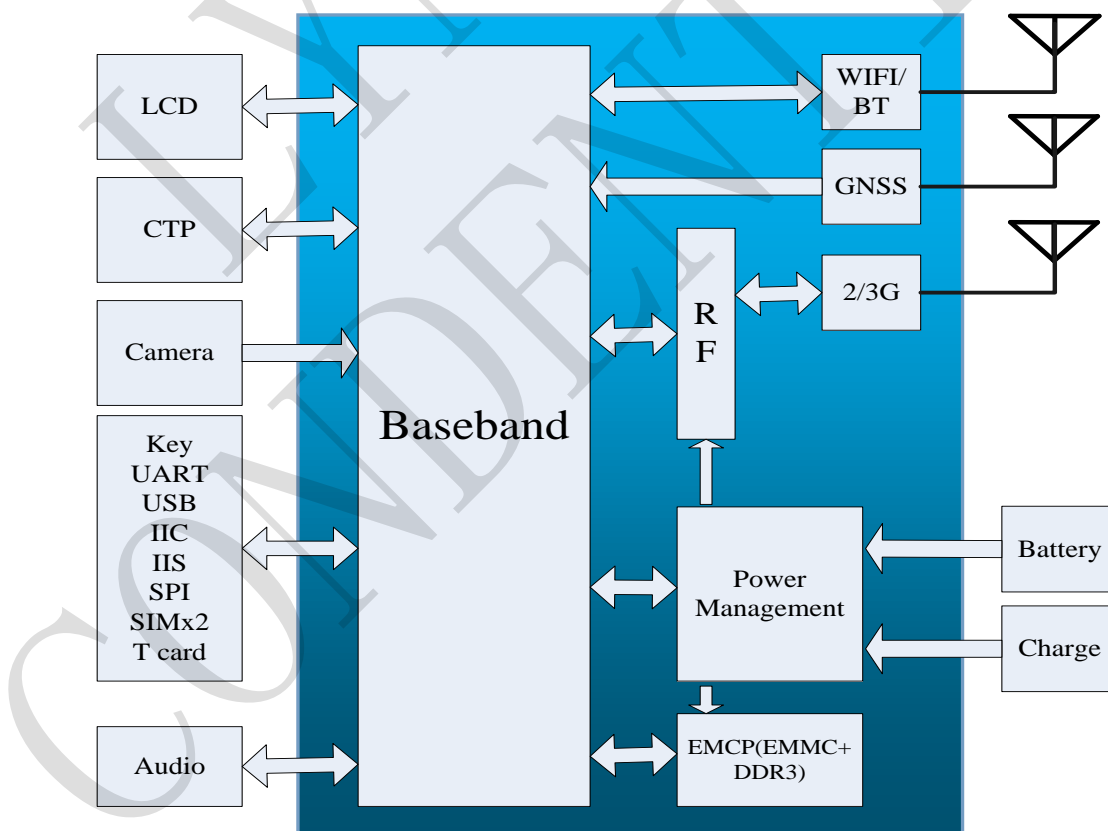 LCD
CTP
Camera
Key
UART
USB
IIC
IIS
SPI
SIMx2
T card
Audio
Baseband
WIFI/
BT
GNSS
2/3G
R
F
Power
Management
EMCP(EMMC+
DDR3)
Battery
Charge